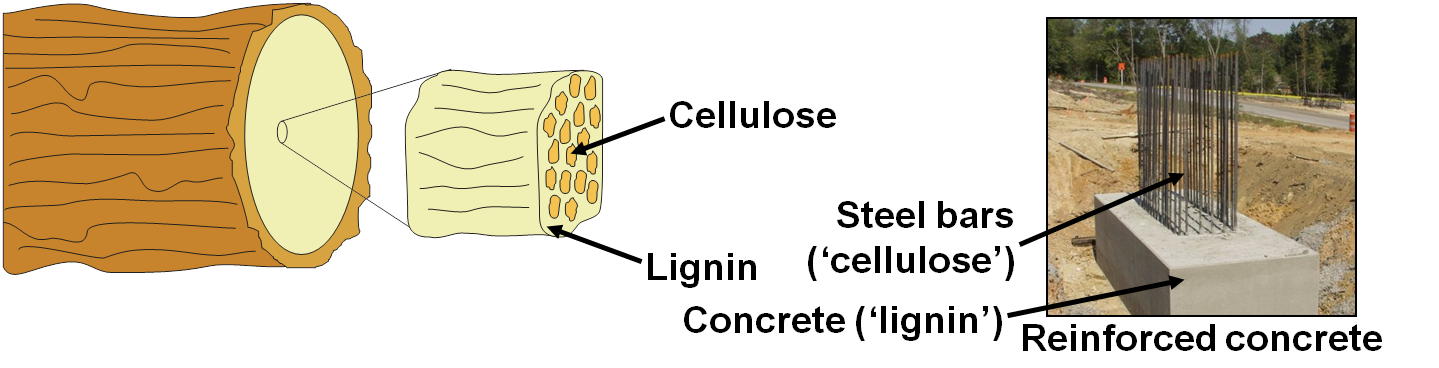 Cellulose
Lignin
Steel bars
(‘cellulose’)
Concrete (‘lignin’)
Reinforced concrete